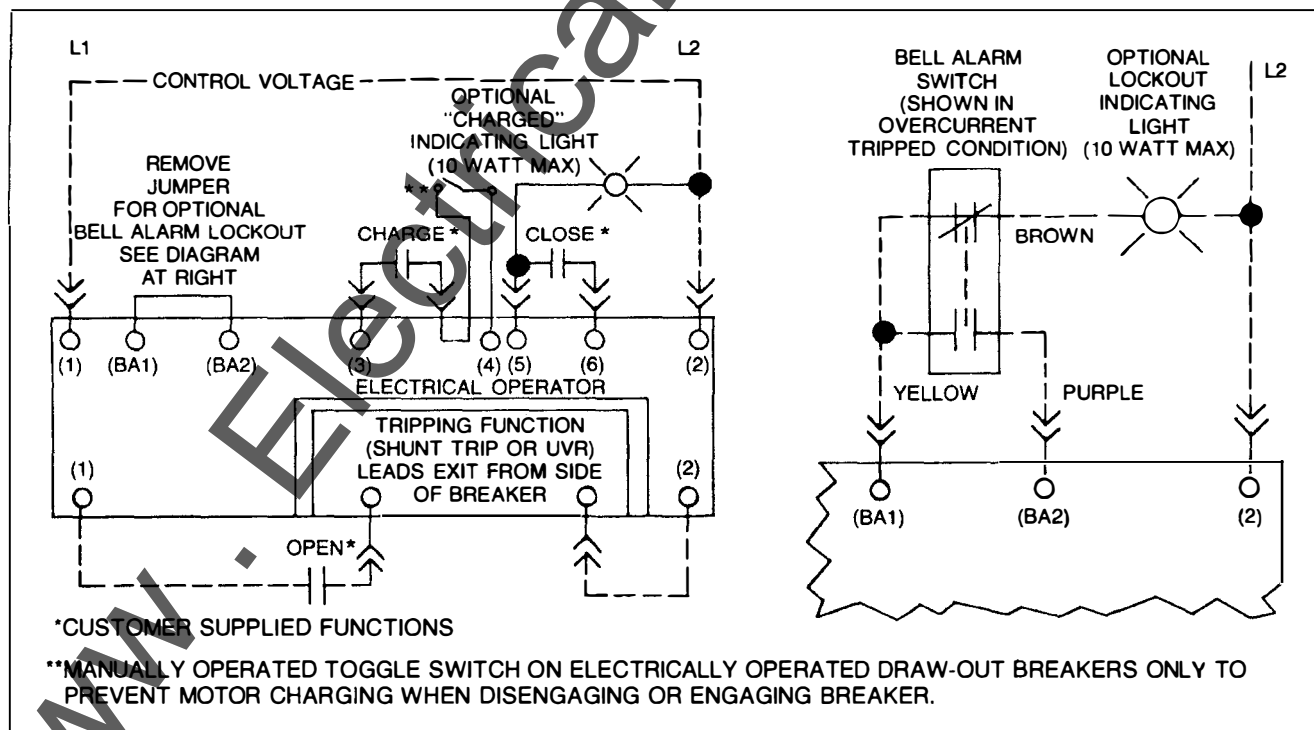 L1
L2
CONTROL VOLTAGE
OPTIONAL
"CHARGED"
INDICATING LIGHT
(10 WATT MAX)
REMOVE
JUMPER
FOR OPTIONAL
BELL ALARM LOCKOUT
SEE DIAGRAM
AT RIGHT
**
CHARGE*
CLOSE*
(1)
(BA1)
(BA2)
(3)
(4)
(5)
(6)
(2)
ELECTRICAL OPERATOR
TRIPPING FUNCTION
(SHUNT TRIP OR UVR)
LEADS EXIT FROM SIDE
OF BREAKER
(1)
(2)
OPEN*
BELL ALARM
SWITCH
(SHOWN IN
OVERCURRENT
TRIPPED CONDITION)
OPTIONAL
LOCKOUT
INDICATING
LIGHT
(10 WATT MAX)
L2
BROWN
YELLOW
PURPLE
(BA1)
(BA2)
(2)
*CUSTOMER SUPPLIED FUNCTIONS
**MANUALLY OPERATED TOGGLE SWITCH ON ELECTRICALLY OPERATED DRAW-OUT BREAKERS ONLY TO
PREVENT MOTOR CHARGING WHEN DISENGAGING OR ENGAGING BREAKER.
www . Electrica